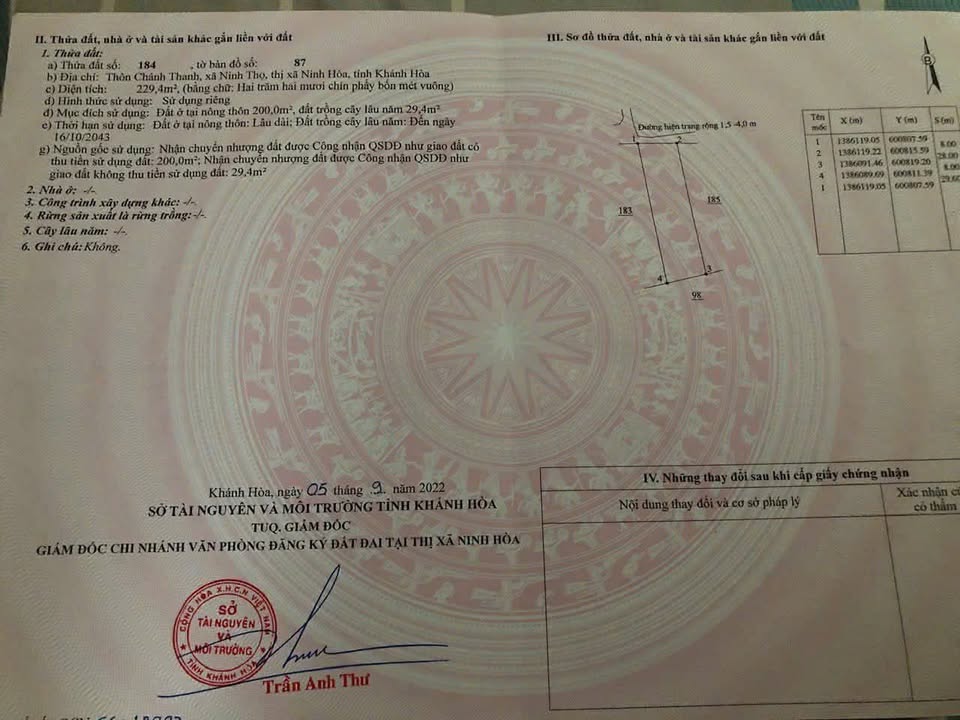 II. Thửa đất, nhà ở và tài sản khác gắn liền với đất
1. Thửa đất:
a) Thửa đất số: 184 , tờ bản đồ số: 87
b) Địa chỉ: Thôn Chánh Thanh, xã Ninh Thọ, thị xã Ninh Hòa, tỉnh Khánh Hòa
c) Diện tích: 229,4m², (bằng chữ: Hai trăm hai mươi chín phẩy bốn mét vuông)
d) Hình thức sử dụng: Sử dụng riêng
đ) Mục đích sử dụng: Đất ở tại nông thôn 200,0m², đất trồng cây lâu năm 29,4m²
e) Thời hạn sử dụng: Đất ở tại nông thôn: Lâu dài; Đất trồng cây lâu năm: Đến ngày
16/10/2043
g) Nguồn gốc sử dụng: Nhận chuyển nhượng đất được Công nhận QSDĐ như giao đất có
thu tiền sử dụng đất: 200,0m²; Nhận chuyển nhượng đất được Công nhận QSDĐ như
giao đất không thu tiền sử dụng đất: 29,4m²
2. Nhà ở: -/-
3. Công trình xây dựng khác: -/-
4. Rừng sản xuất là rừng trồng:-/-
5. Cây lâu năm: -/-.
6. Ghi chú: Không.
Khánh Hòa, ngày 05 tháng 9 năm 2022
SỞ TÀI NGUYÊN VÀ MÔI TRƯỜNG TỈNH KHÁNH HÒA
TUQ. GIÁM ĐỐC
GIÁM ĐỐC CHI NHÁNH VĂN PHÒNG ĐĂNG KÝ ĐẤT ĐAI TẠI THỊ XÃ NINH HÒA
CỘNG HÒA X.H.C.N VIỆT NAM
SỞ
TÀI NGUYÊN
VÀ
MÔI TRƯỜNG
TỈNH KHÁNH HÒA
Trần Anh Thư
III. Sơ đồ thửa đất, nhà ở và tài sản khác gắn liền với đất
B
Đường hiện trạng rộng 1,5 -4,0 m
1 2
183
185
4 3
98
Tên mốc X (m) Y (m) S(m)
1 1386119.05 600807.59
8.00
2 1386119.22 600815.59
28.00
3 1386091.46 600819.20
8.00
4 1386089.69 600811.39
29.60
1 1386119.05 600807.59
IV. Những thay đổi sau khi cấp giấy chứng nhận
Nội dung thay đổi và cơ sở pháp lý
Xác nhận
có thẩm